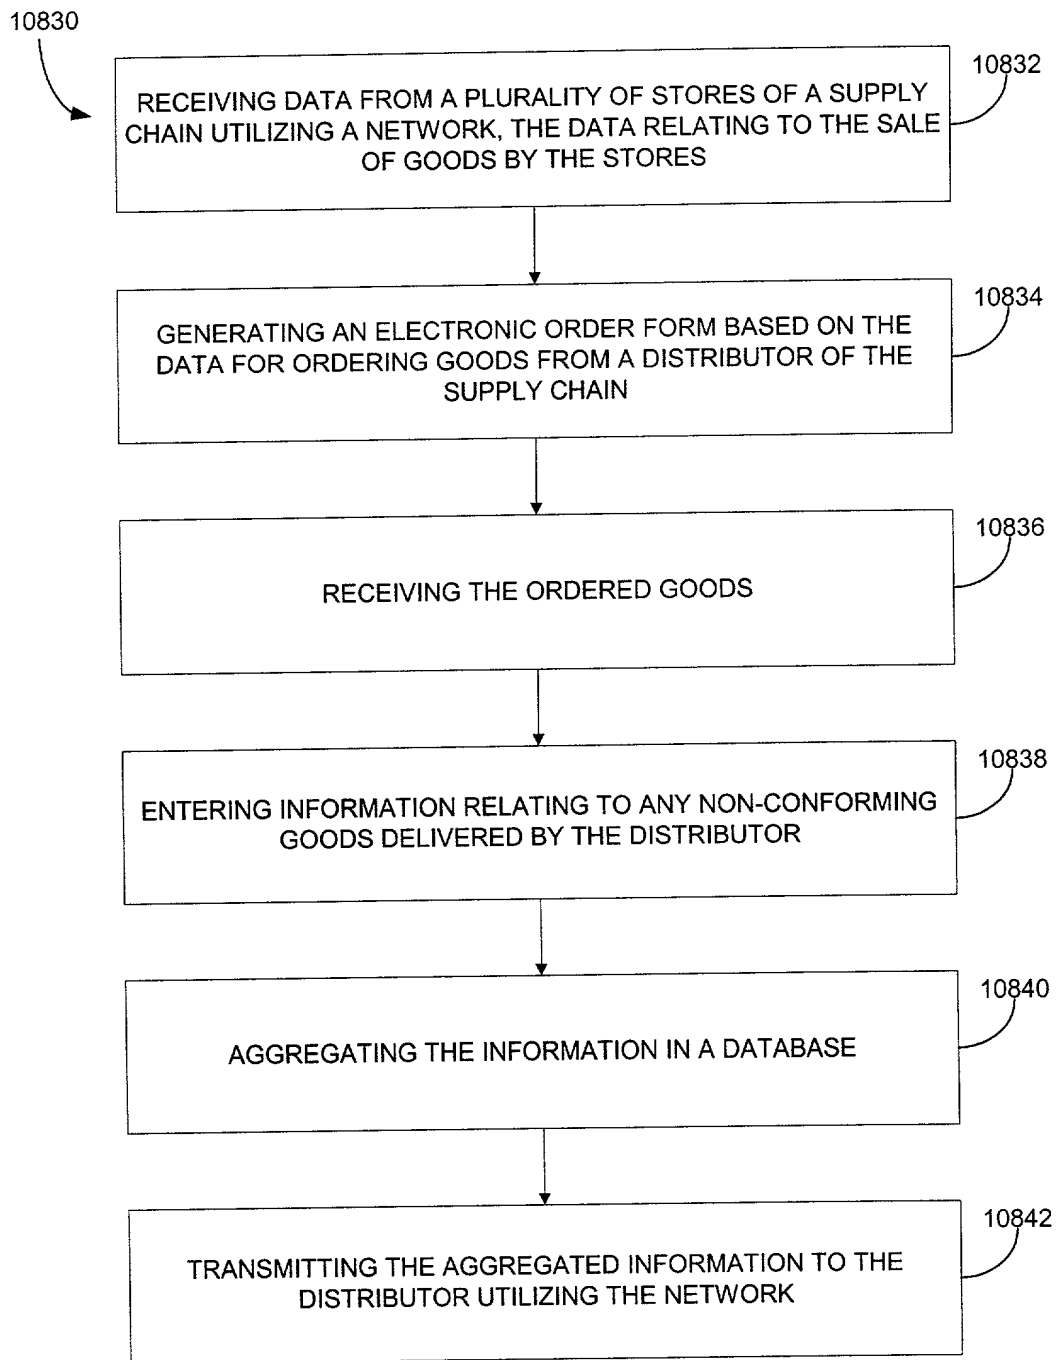 10830
10832
RECEIVING DATA FROM A PLURALITY OF STORES OF A SUPPLY
CHAIN UTILIZING A NETWORK, THE DATA RELATING TO THE SALE
OF GOODS BY THE STORES
10834
GENERATING AN ELECTRONIC ORDER FORM BASED ON THE
DATA FOR ORDERING GOODS FROM A DISTRIBUTOR OF THE
SUPPLY CHAIN
10836
RECEIVING THE ORDERED GOODS
10838
ENTERING INFORMATION RELATING TO ANY NON-CONFORMING
GOODS DELIVERED BY THE DISTRIBUTOR
10840
AGGREGATING THE INFORMATION IN A DATABASE
10842
TRANSMITTING THE AGGREGATED INFORMATION TO THE
DISTRIBUTOR UTILIZING THE NETWORK